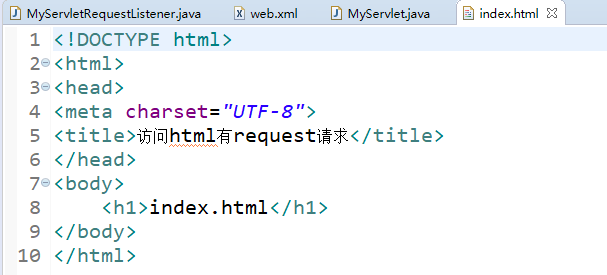 MyServletRequestListener.java web.xml MyServlet.java index.html
1 <!DOCTYPE html>
2 <html>
3 <head>
4 <meta charset="UTF-8">
5 <title>访问html有request请求</title>
6 </head>
7 <body>
8     <h1>index.html</h1>
9 </body>
10 </html>